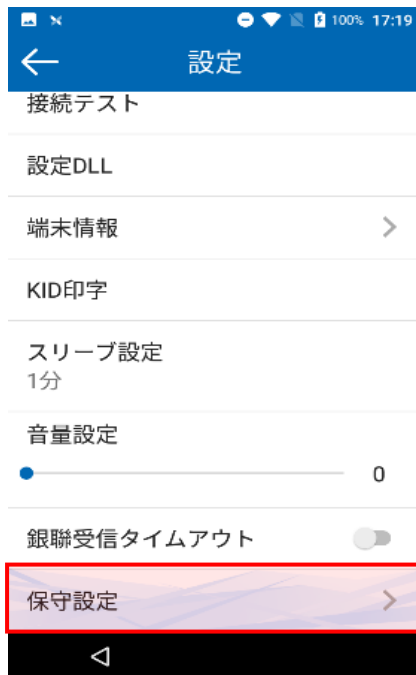 100% 17:19
設定
接続テスト
設定DLL
端末情報
KID印字
スリープ設定
1分
音量設定
0
銀聯受信タイムアウト
保守設定